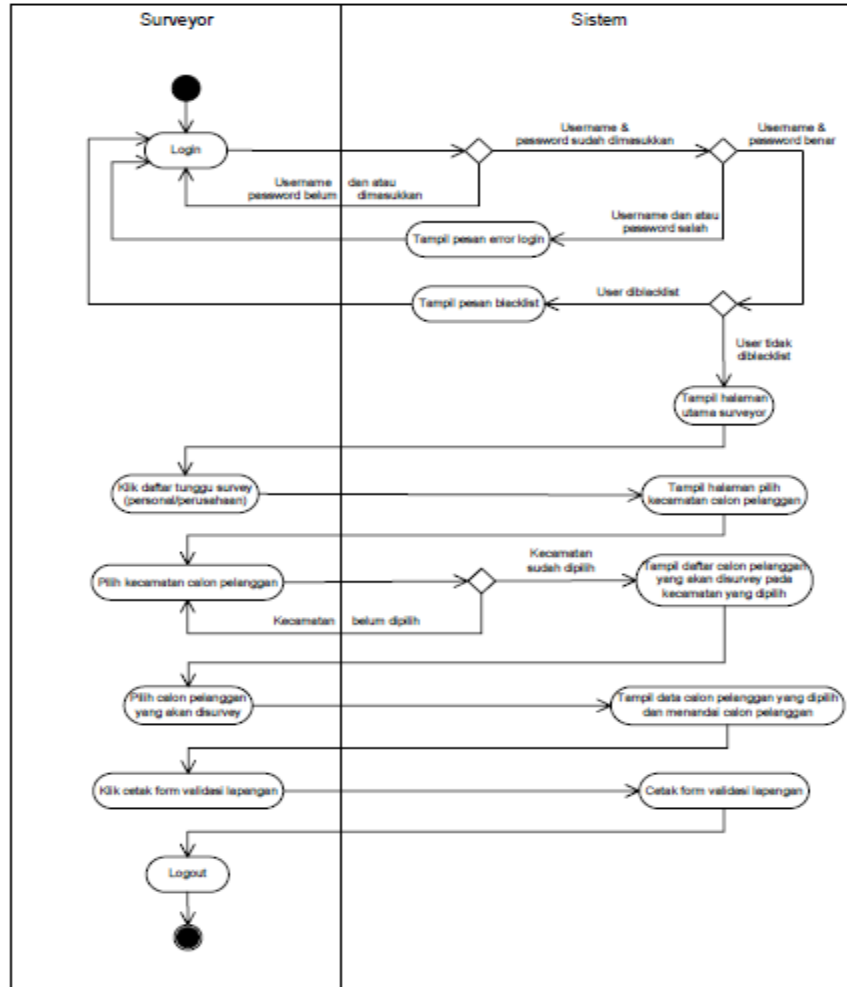 Surveyor
Sistem
Username &
password sudah dimasukkan
Username &
password benar
Login
Username dan atau
password belum dimasukkan
Username dan atau
password salah
Tampil pesan error login
User diblacklist
Tampil pesan blacklist
User tidak
diblacklist
Tampil halaman
utama surveyor
Klik daftar tunggu survey
(personal/perusahaan)
Tampil halaman pilih
kecamatan calon pelanggan
Kecamatan
sudah dipilih
Pilih kecamatan calon pelanggan
Tampil daftar calon pelanggan
yang akan disurvey pada
kecamatan yang dipilih
Kecamatan belum dipilih
Pilih calon pelanggan
yang akan disurvey
Tampil data calon pelanggan yang dipilih
dan menandai calon pelanggan
Klik cetak form validasi lapangan
Cetak form validasi lapangan
Logout